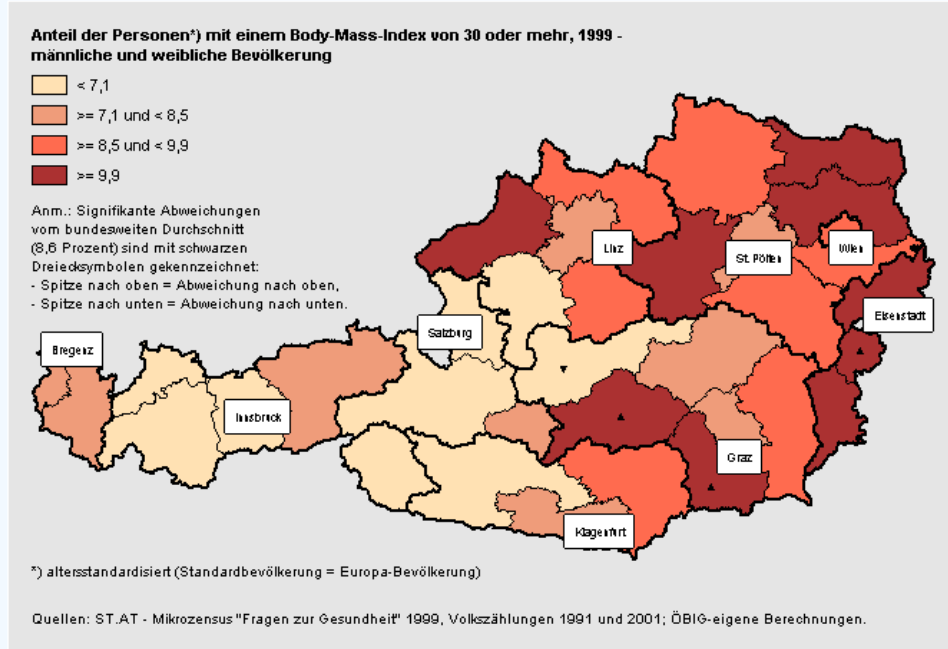 Anteil der Personen*) mit einem Body-Mass-Index von 30 oder mehr, 1999 -
männliche und weibliche Bevölkerung
< 7,1
>= 7,1 und < 8,5
>= 8,5 und < 9,9
>= 9,9
Anm.: Signifikante Abweichungen
vom bundesweiten Durchschnitt
(8,6 Prozent) sind mit schwarzen
Dreiecksymbolen gekennzeichnet:
- Spitze nach oben = Abweichung nach oben,
- Spitze nach unten = Abweichung nach unten.
Linz
St. Pölten
Wien
Eisenstadt
Salzburg
Bregenz
Innsbruck
Graz
Klagenfurt
*) altersstandardisiert (Standardbevölkerung = Europa-Bevölkerung)
Quellen: ST.AT - Mikrozensus "Fragen zur Gesundheit" 1999, Volkszählungen 1991 und 2001; ÖBIG-eigene Berechnungen.